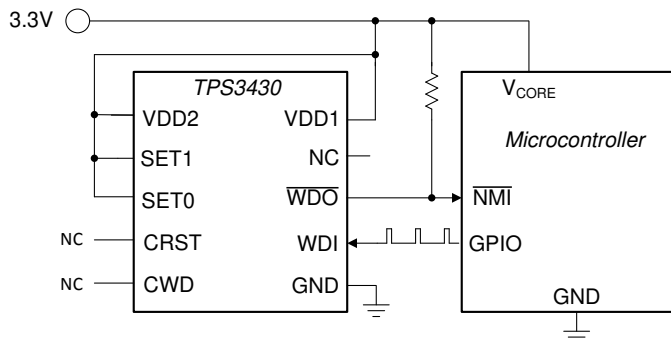 3.3V
TPS3430
VDD2
VDD1
SET1
NC
SET0
WDO
NC
CRST
WDI
NC
CWD
GND
VCORE
Microcontroller
NMI
GPIO
GND